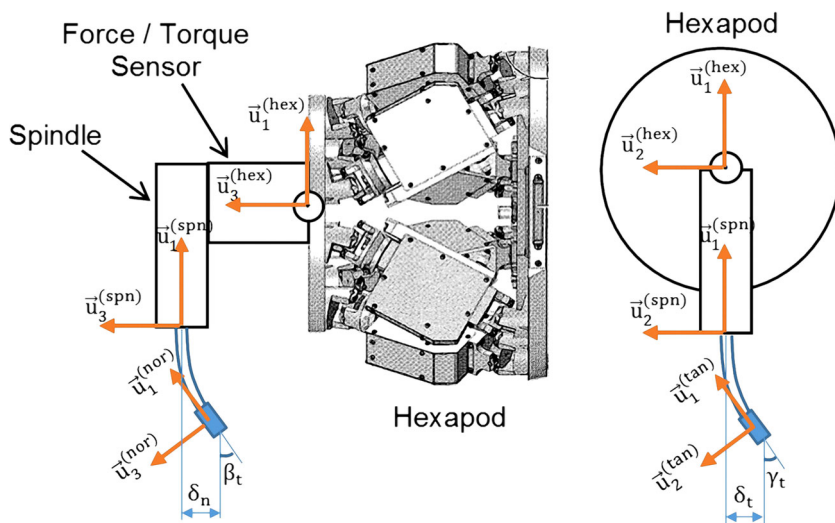 Force / Torque
Sensor
Spindle
u⃗₁⁽ʰᵉˣ⁾
u⃗₃⁽ʰᵉˣ⁾
u⃗₁⁽ˢᵖⁿ⁾
u⃗₃⁽ˢᵖⁿ⁾
u⃗₁⁽ⁿᵒʳ⁾
u⃗₃⁽ⁿᵒʳ⁾
δₙ
βₜ
Hexapod
Hexapod
u⃗₁⁽ʰᵉˣ⁾
u⃗₂⁽ʰᵉˣ⁾
u⃗₁⁽ˢᵖⁿ⁾
u⃗₂⁽ˢᵖⁿ⁾
u⃗₁⁽ᵗᵃⁿ⁾
u⃗₂⁽ᵗᵃⁿ⁾
δₜ
γₜ